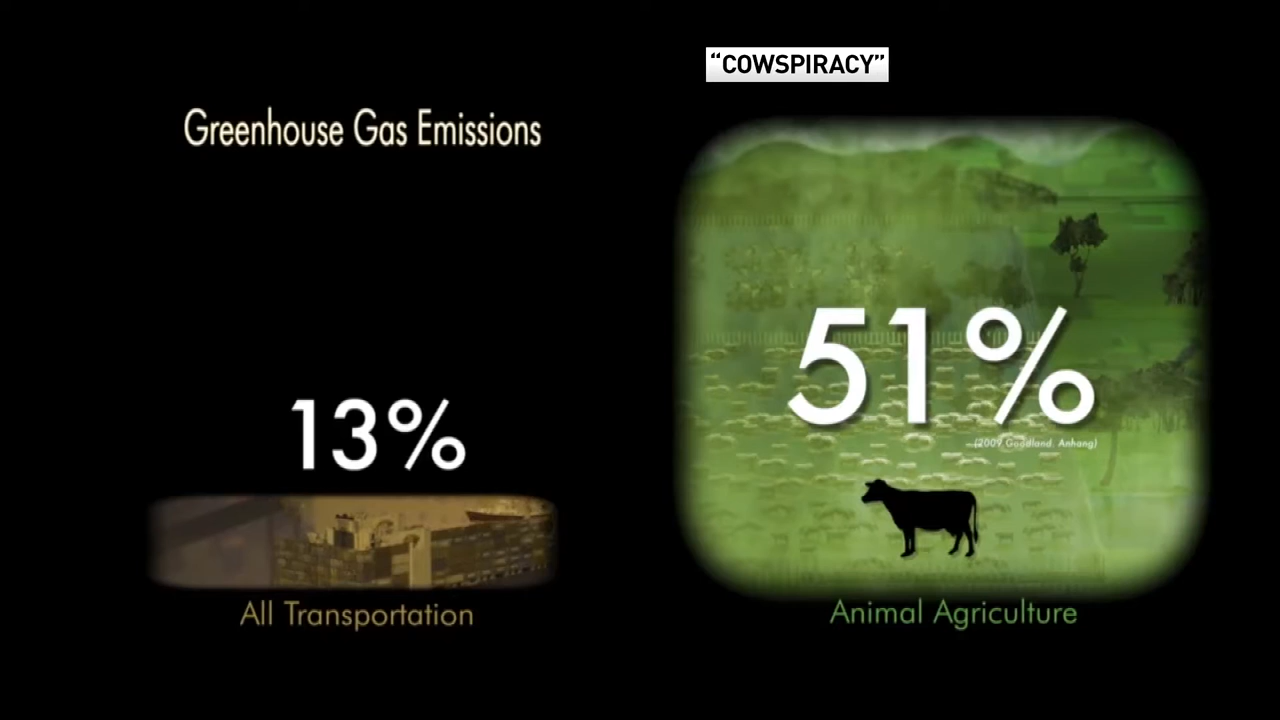 “COWSPIRACY”
Greenhouse Gas Emissions
51%
13%
(2009 Goodland, Anhang)
All Transportation
Animal Agriculture